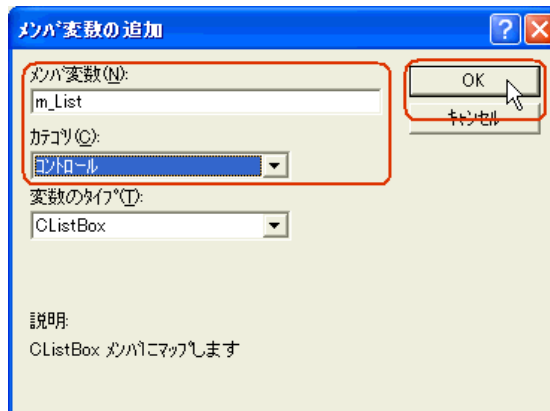 メンバ変数の追加
メンバ変数(N):
m_List
OK
キャンセル
カテゴリ(C):
コントロール
変数のタイプ(T):
CListBox
説明:
CListBox メンバにマップします